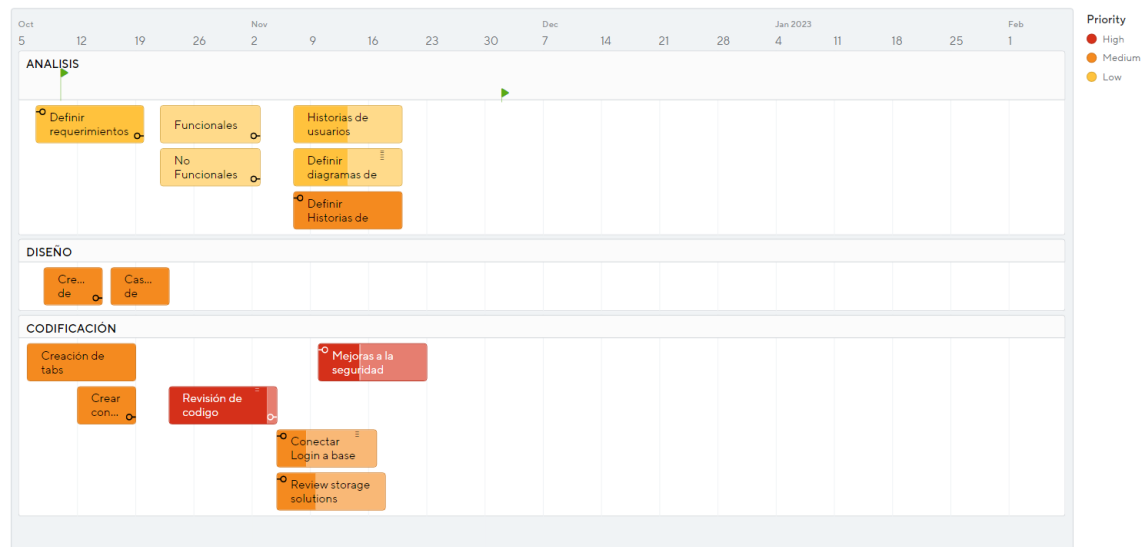 Oct Nov Dec Jan 2023 Feb
5 12 19 26 2 9 16 23 30 7 14 21 28 4 11 18 25 1
Priority
High
Medium
Low
ANALISIS
Definir
requerimientos
Funcionales
Historias de
usuarios
No
Funcionales
Definir
diagramas de
Definir
Historias de
DISEÑO
Cre...
de
Cas...
de
CODIFICACIÓN
Creación de
tabs
Mejoras a la
seguridad
Crear
con...
Revisión de
codigo
Conectar
Login a base
Review storage
solutions